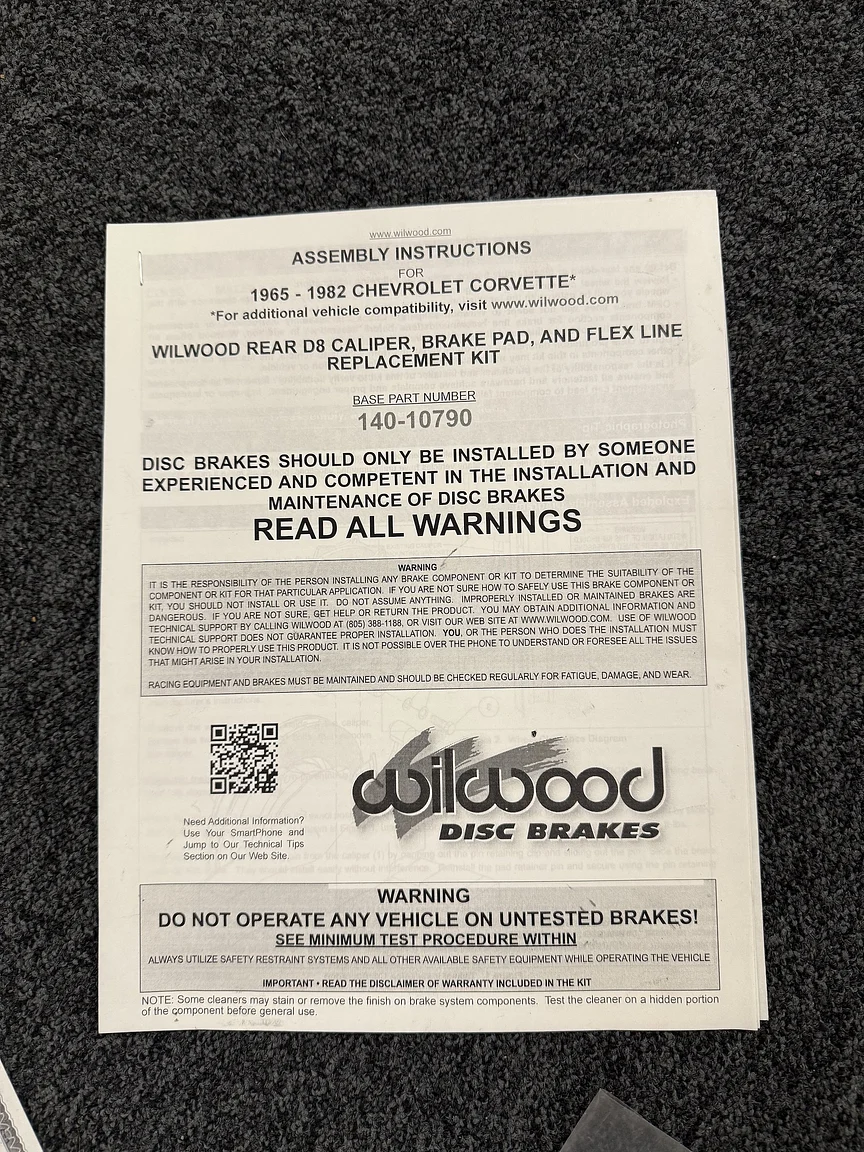 www.wilwood.com
ASSEMBLY INSTRUCTIONS
FOR
1965 - 1982 CHEVROLET CORVETTE*
*For additional vehicle compatibility, visit www.wilwood.com
WILWOOD REAR D8 CALIPER, BRAKE PAD, AND FLEX LINE
REPLACEMENT KIT
BASE PART NUMBER
140-10790
DISC BRAKES SHOULD ONLY BE INSTALLED BY SOMEONE
EXPERIENCED AND COMPETENT IN THE INSTALLATION AND
MAINTENANCE OF DISC BRAKES
READ ALL WARNINGS
WARNING
IT IS THE RESPONSIBILITY OF THE PERSON INSTALLING ANY BRAKE COMPONENT OR KIT TO DETERMINE THE SUITABILITY OF THE
COMPONENT OR KIT FOR THAT PARTICULAR APPLICATION. IF YOU ARE NOT SURE HOW TO SAFELY USE THIS BRAKE COMPONENT OR
KIT, YOU SHOULD NOT INSTALL OR USE IT. DO NOT ASSUME ANYTHING. IMPROPERLY INSTALLED OR MAINTAINED BRAKES ARE
DANGEROUS. IF YOU ARE NOT SURE, GET HELP OR RETURN THE PRODUCT. YOU MAY OBTAIN ADDITIONAL INFORMATION AND
TECHNICAL SUPPORT BY CALLING WILWOOD AT (805) 388-1188, OR VISIT OUR WEB SITE AT WWW.WILWOOD.COM. USE OF WILWOOD
TECHNICAL SUPPORT DOES NOT GUARANTEE PROPER INSTALLATION. YOU, OR THE PERSON WHO DOES THE INSTALLATION MUST
KNOW HOW TO PROPERLY USE THIS PRODUCT. IT IS NOT POSSIBLE OVER THE PHONE TO UNDERSTAND OR FORESEE ALL THE ISSUES
THAT MIGHT ARISE IN YOUR INSTALLATION.
RACING EQUIPMENT AND BRAKES MUST BE MAINTAINED AND SHOULD BE CHECKED REGULARLY FOR FATIGUE, DAMAGE, AND WEAR.
Need Additional Information?
Use Your SmartPhone and
Jump to Our Technical Tips
Section on Our Web Site.
wilwood
DISC BRAKES
WARNING
DO NOT OPERATE ANY VEHICLE ON UNTESTED BRAKES!
SEE MINIMUM TEST PROCEDURE WITHIN
ALWAYS UTILIZE SAFETY RESTRAINT SYSTEMS AND ALL OTHER AVAILABLE SAFETY EQUIPMENT WHILE OPERATING THE VEHICLE
IMPORTANT • READ THE DISCLAIMER OF WARRANTY INCLUDED IN THE KIT
NOTE: Some cleaners may stain or remove the finish on brake system components. Test the cleaner on a hidden portion
of the component before general use.